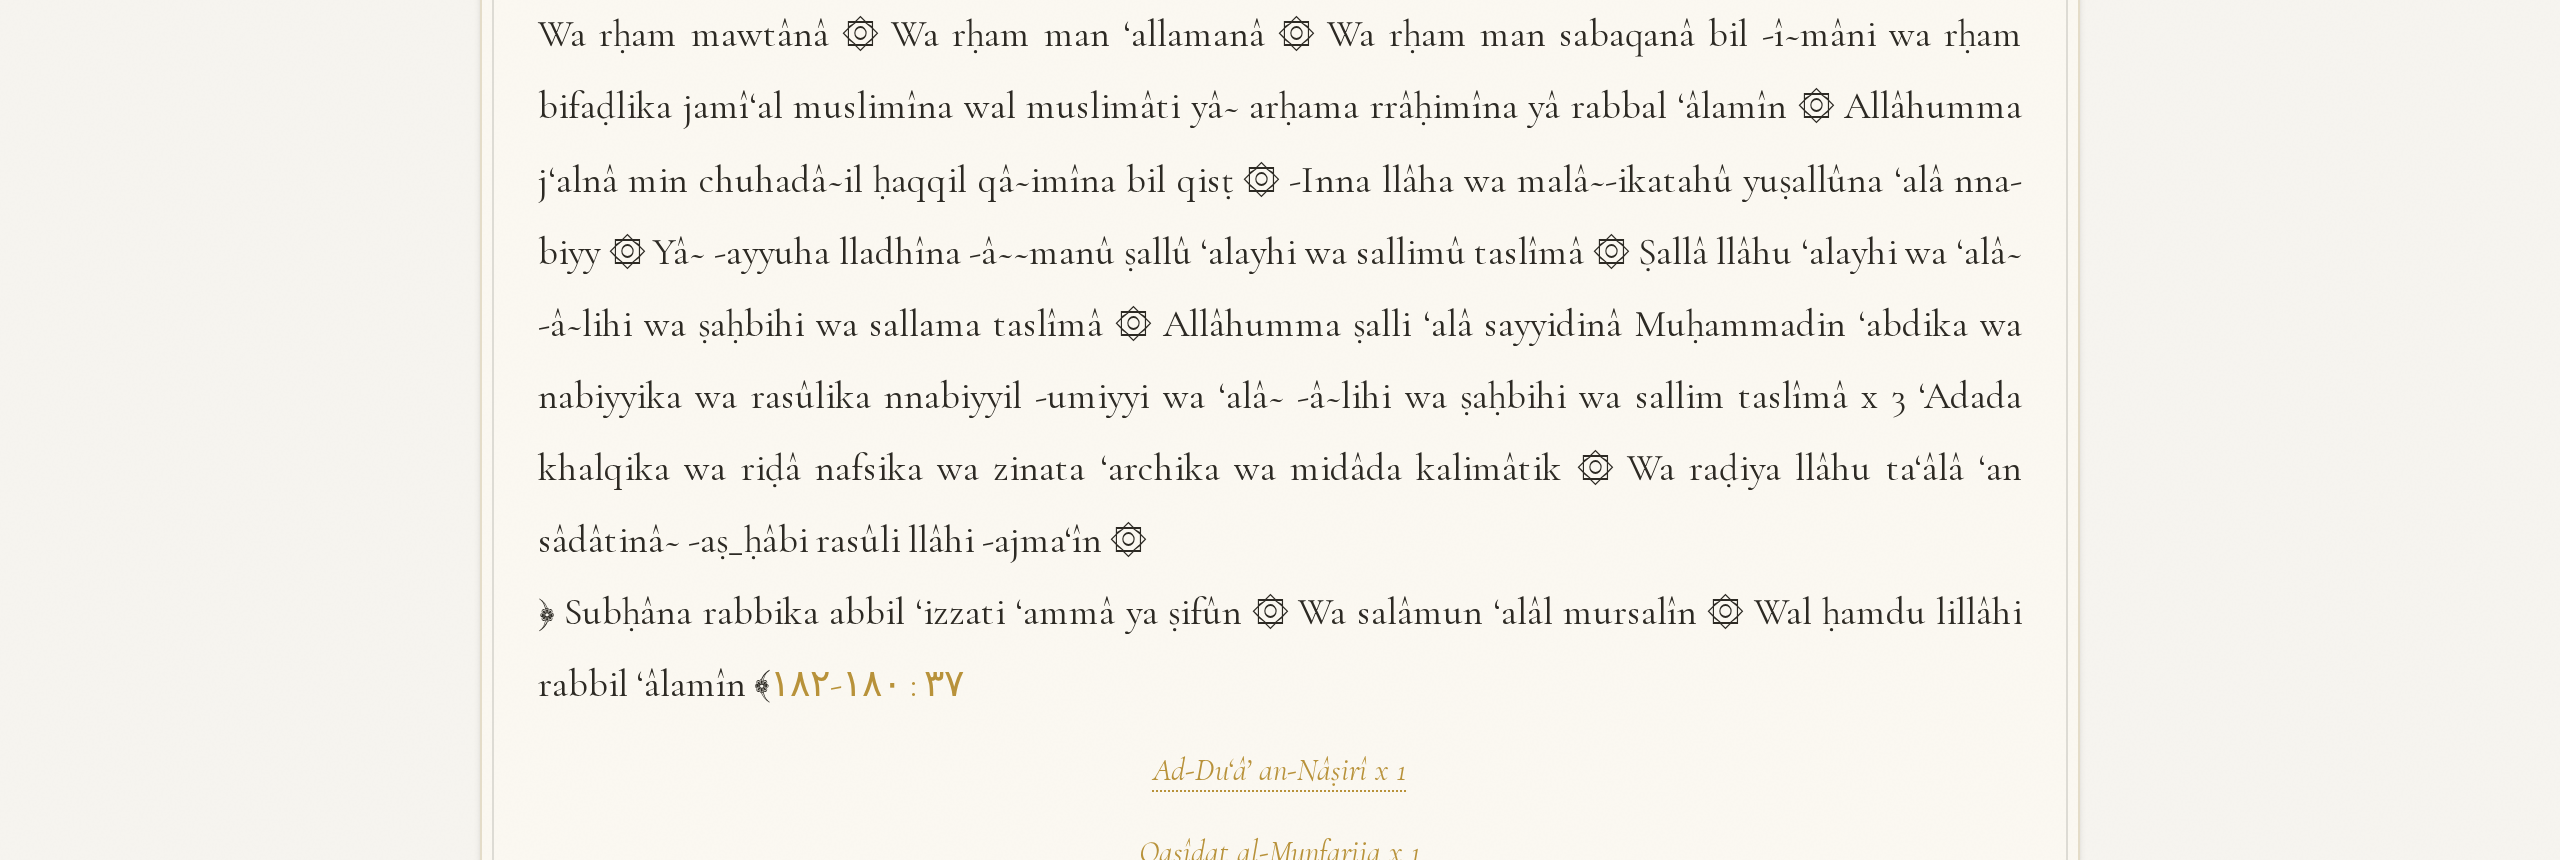 Wa rḥam mawtânâ ۞ Wa rḥam man ‘allamanâ ۞ Wa rḥam man sabaqanâ bil -î~mâni wa rḥam
bifaḍlika jamî‘al muslimîna wal muslimâti yâ~ arḥama rrâḥimîna yâ rabbal ‘âlamîn ۞ Allâhumma
j‘alnâ min chuhadâ~il ḥaqqil qâ~imîna bil qisṭ ۞ -Inna llâha wa malâ~-ikatahû yuṣallûna ‘alâ nna-
biyy ۞ Yâ~ -ayyuha lladhîna -â~~manû ṣallû ‘alayhi wa sallimû taslîmâ ۞ Ṣallâ llâhu ‘alayhi wa ‘alâ~
-â~lihi wa ṣaḥbihi wa sallama taslîmâ ۞ Allâhumma ṣalli ‘alâ sayyidinâ Muḥammadin ‘abdika wa
nabiyyika wa rasûlika nnabiyyil -umiyyi wa ‘alâ~ -â~lihi wa ṣaḥbihi wa sallim taslîmâ x 3 ‘Adada
khalqika wa riḍâ nafsika wa zinata ‘archika wa midâda kalimâtik ۞ Wa raḍiya llâhu ta‘âlâ ‘an
sâdâtinâ~ -aṣ_ḥâbi rasûli llâhi -ajma‘în ۞
﴿ Subḥâna rabbika abbil ‘izzati ‘ammâ ya ṣifûn ۞ Wa salâmun ‘alâl mursalîn ۞ Wal ḥamdu lillâhi
rabbil ‘âlamîn ﴾٣٧ : ١٨٠-١٨٢
Ad-Du‘â’ an-Nâṣirî x 1
Qaṣîdat al-Munfarija x 1